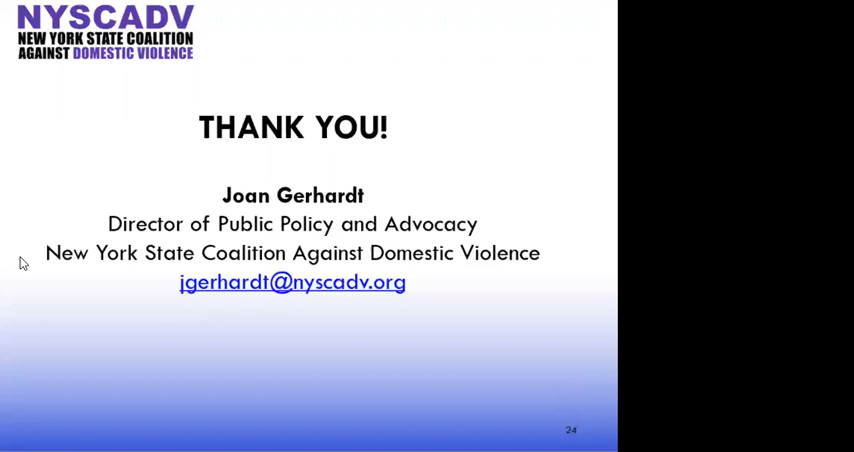 NYSCADV
NEW YORK STATE COALITION
AGAINST DOMESTIC VIOLENCE
THANK YOU!
Joan Gerhardt
Director of Public Policy and Advocacy
New York State Coalition Against Domestic Violence
jgerhardt@nyscadv.org
24